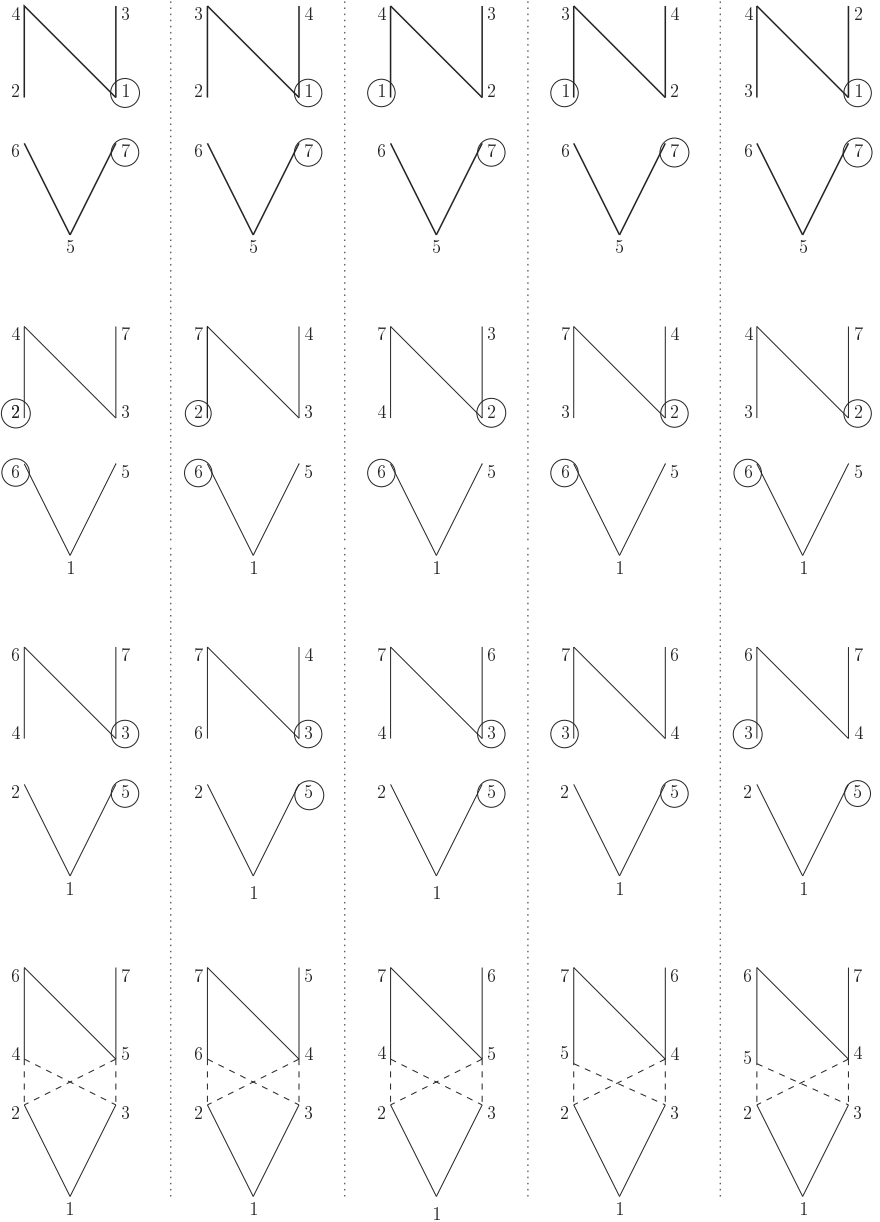 4 3 3 4 4 3 3 4 4 2
2 1 2 1 1 2 1 2 3 1
6 7 6 7 6 7 6 7 6 7
5 5 5 5 5
4 7 7 4 7 3 7 4 4 7
2 3 2 3 4 2 3 2 3 2
6 5 6 5 6 5 6 5 6 5
1 1 1 1 1
6 7 7 4 7 6 7 6 6 7
4 3 6 3 4 3 3 4 3 4
2 5 2 5 2 5 2 5 2 5
1 1 1 1 1
6 7 7 5 7 6 7 6 6 7
4 5 6 4 4 5 5 4 5 4
2 3 2 3 2 3 2 3 2 3
1 1 1 1 1